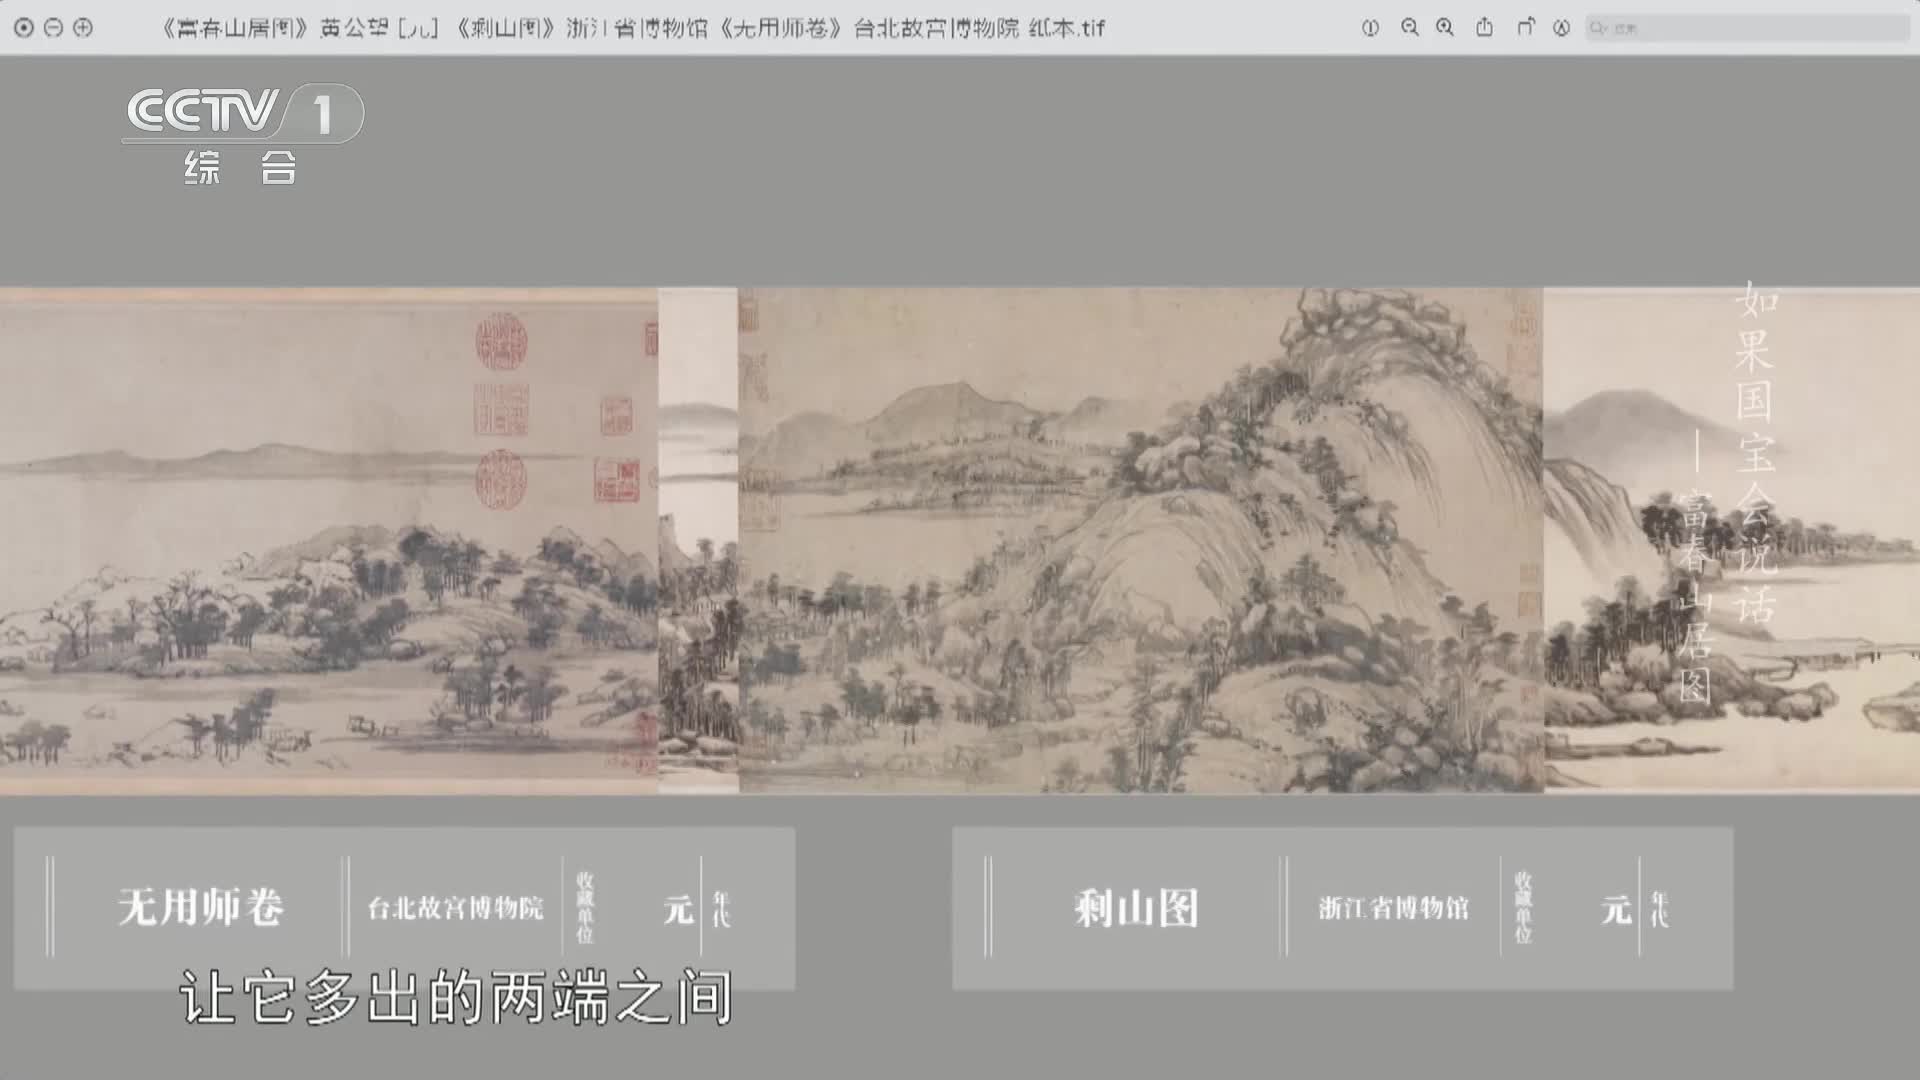 《富春山居图》黄公望 [元] 《剩山图》浙江省博物馆《无用师卷》台北故宫博物院 纸本.tif
CCTV 1
综 合
如果国宝会说话
—富春山居图
无用师卷
台北故宫博物院
收藏单位
元
年代
剩山图
浙江省博物馆
收藏单位
元
年代
让它多出的两端之间